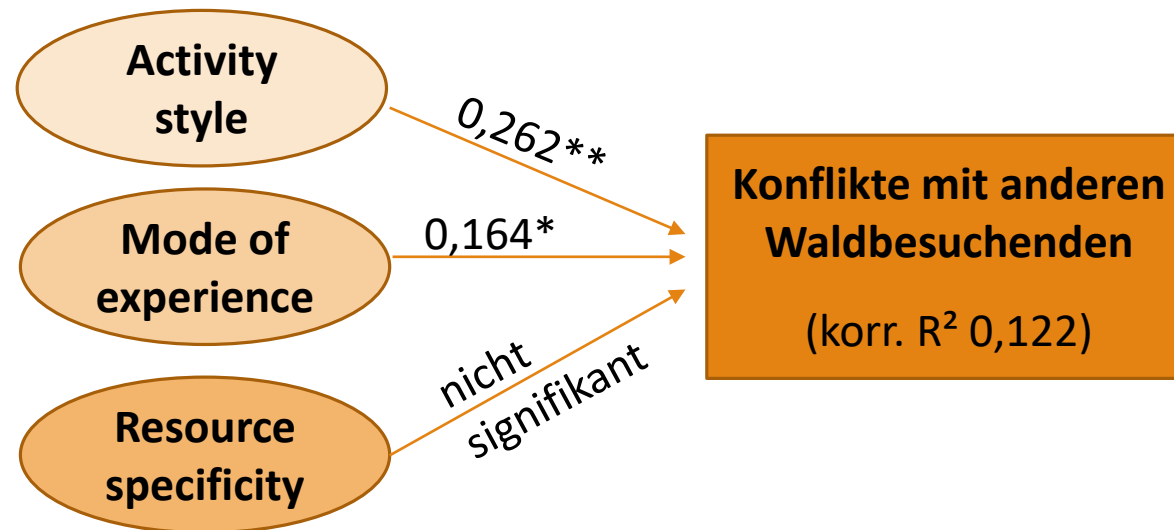 Activity
style
0,262**
Mode of
experience
0,164*
Resource
specificity
nicht
signifikant
Konflikte mit anderen
Waldbesuchenden
(korr. R² 0,122)